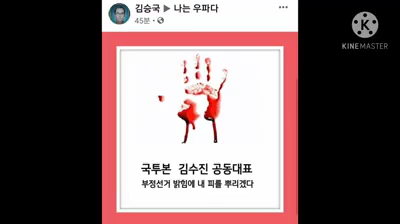 김승국 ▶ 나는 우파다
45분 ·
KINEMASTER
국투본 김수진 공동대표
부정선거 밝힘에 내 피를 뿌리겠다